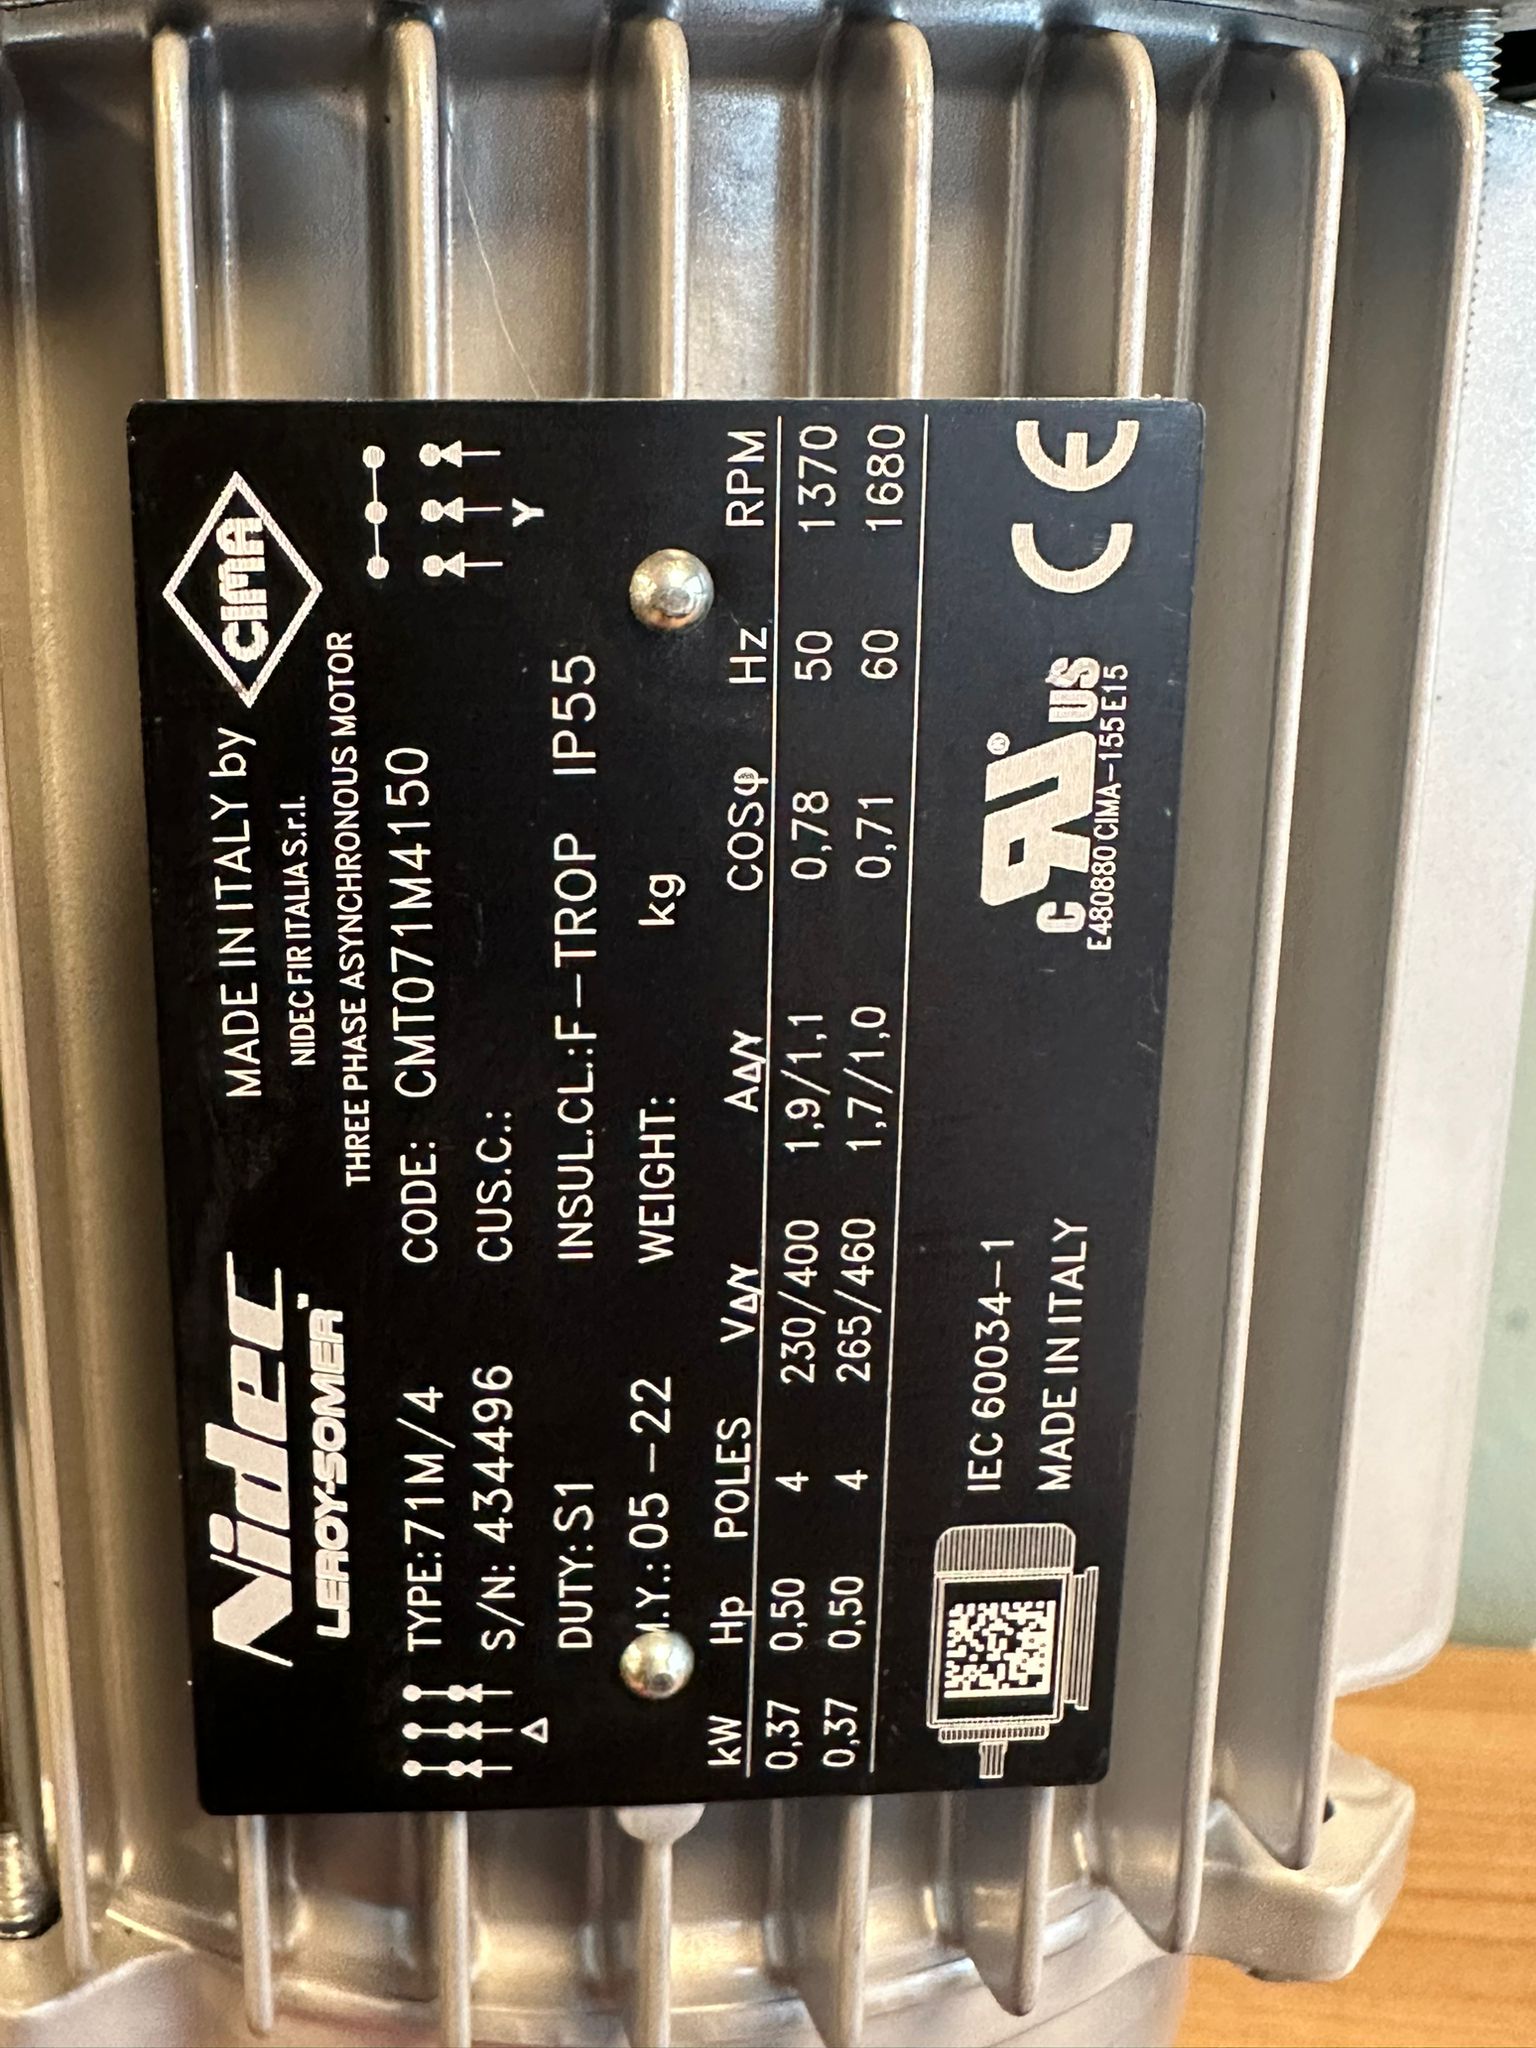 Nidec
LEROY-SOMER™
MADE IN ITALY by CIMA
NIDEC FIR ITALIA S.r.l.
THREE PHASE ASYNCHRONOUS MOTOR
TYPE:71M/4 CODE: CMT071M4150
S/N: 434496 CUS.C.:
Δ Y
DUTY:S1 INSUL.CL.:F-TROP IP55
.Y.:05-22 WEIGHT: kg
kW Hp POLES VΔ/Y AΔ/Y COSφ Hz RPM
0,37 0,50 4 230/400 1,9/1,1 0,78 50 1370
0,37 0,50 4 265/460 1,7/1,0 0,71 60 1680
IEC 60034-1
MADE IN ITALY
c RU® US
E480880 CIMA-155E15
CE